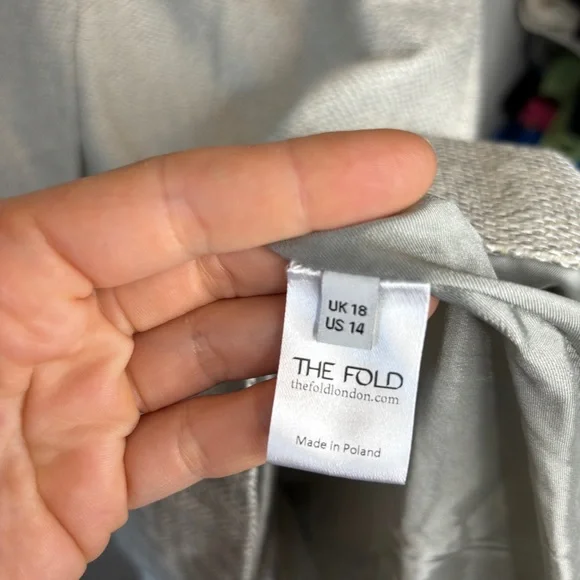 UK 18
US 14
THE FOLD
thefoldlondon.com
Made in Poland